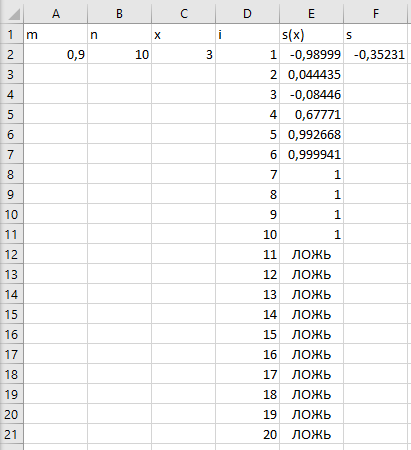 A B C D E F
1 m n x i s(x) s
2 0,9 10 3 1 -0,98999 -0,35231
3 2 0,044435
4 3 -0,08446
5 4 0,67771
6 5 0,992668
7 6 0,999941
8 7 1
9 8 1
10 9 1
11 10 1
12 11 ЛОЖЬ
13 12 ЛОЖЬ
14 13 ЛОЖЬ
15 14 ЛОЖЬ
16 15 ЛОЖЬ
17 16 ЛОЖЬ
18 17 ЛОЖЬ
19 18 ЛОЖЬ
20 19 ЛОЖЬ
21 20 ЛОЖЬ